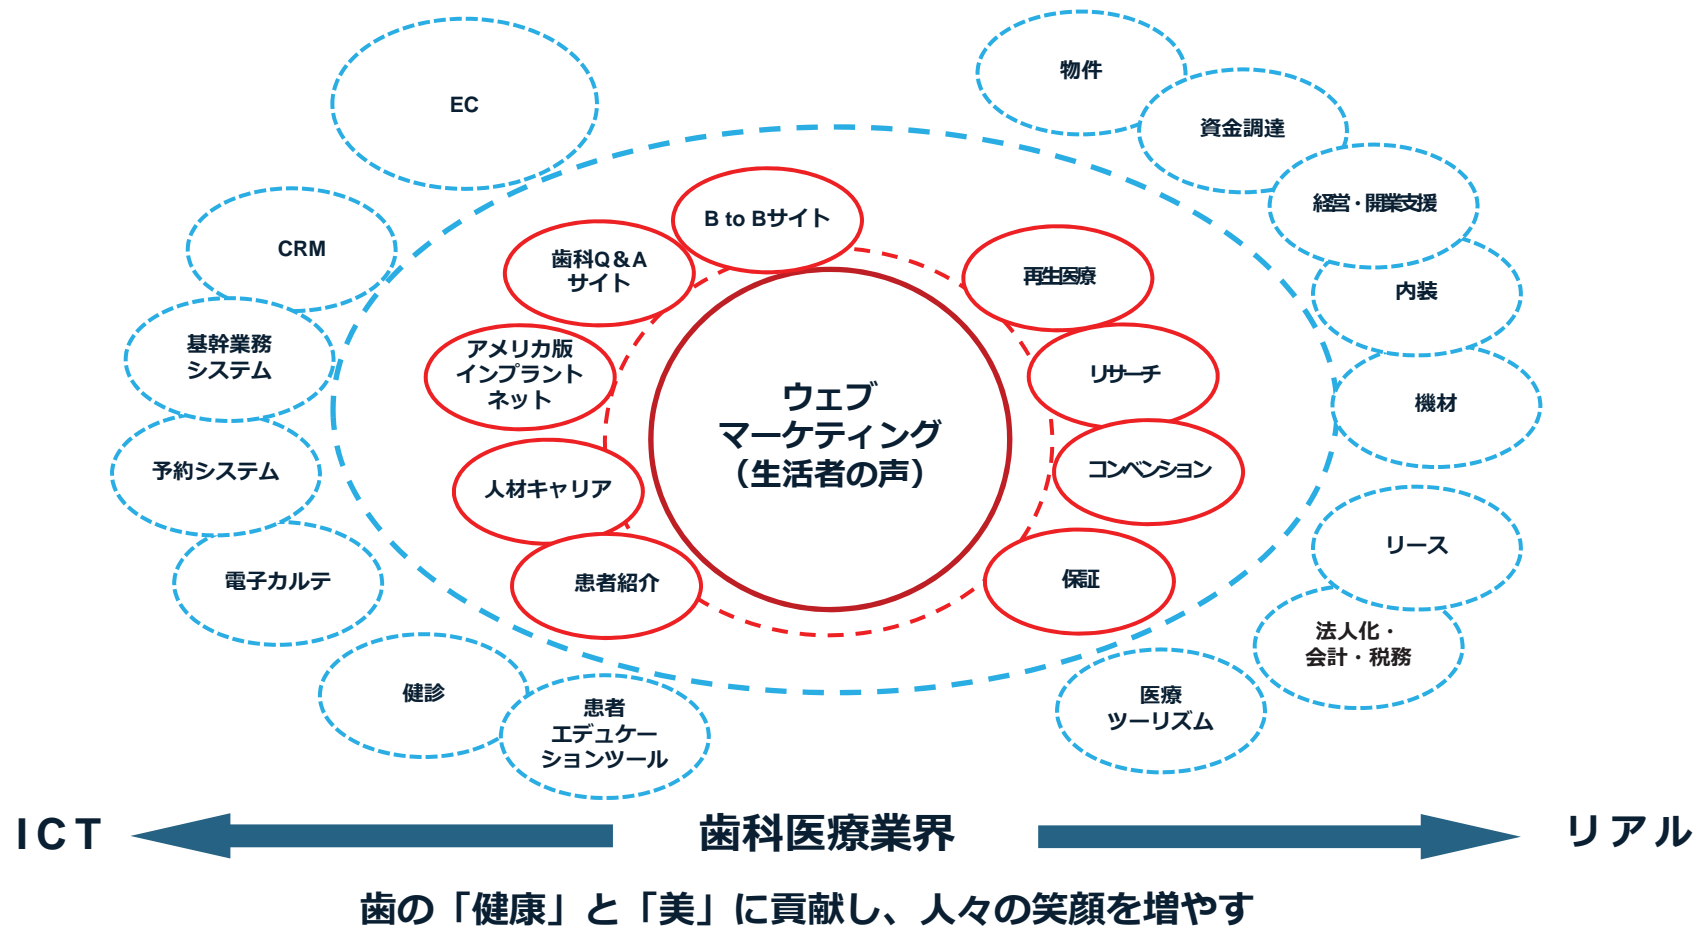 EC
物件
資金調達
経営・開業支援
CRM
B to Bサイト
歯科Q＆A
サイト
再生医療
内装
基幹業務
システム
アメリカ版
インプラント
ネット
ウェブ
マーケティング
（生活者の声）
リサーチ
機材
予約システム
人材キャリア
コンベンション
電子カルテ
患者紹介
保証
リース
法人化・
会計・税務
健診
患者
エデュケー
ションツール
医療
ツーリズム
ICT
歯科医療業界
リアル
歯の「健康」と「美」に貢献し、人々の笑顔を増やす